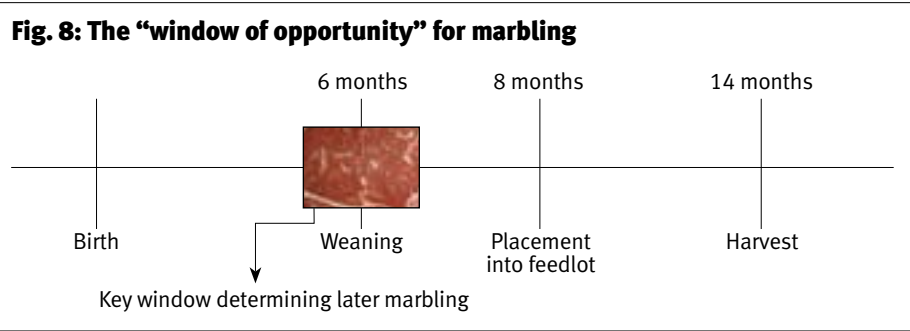 Fig. 8: The “window of opportunity” for marbling
6 months
8 months
14 months
Birth
Weaning
Placement
into feedlot
Harvest
Key window determining later marbling